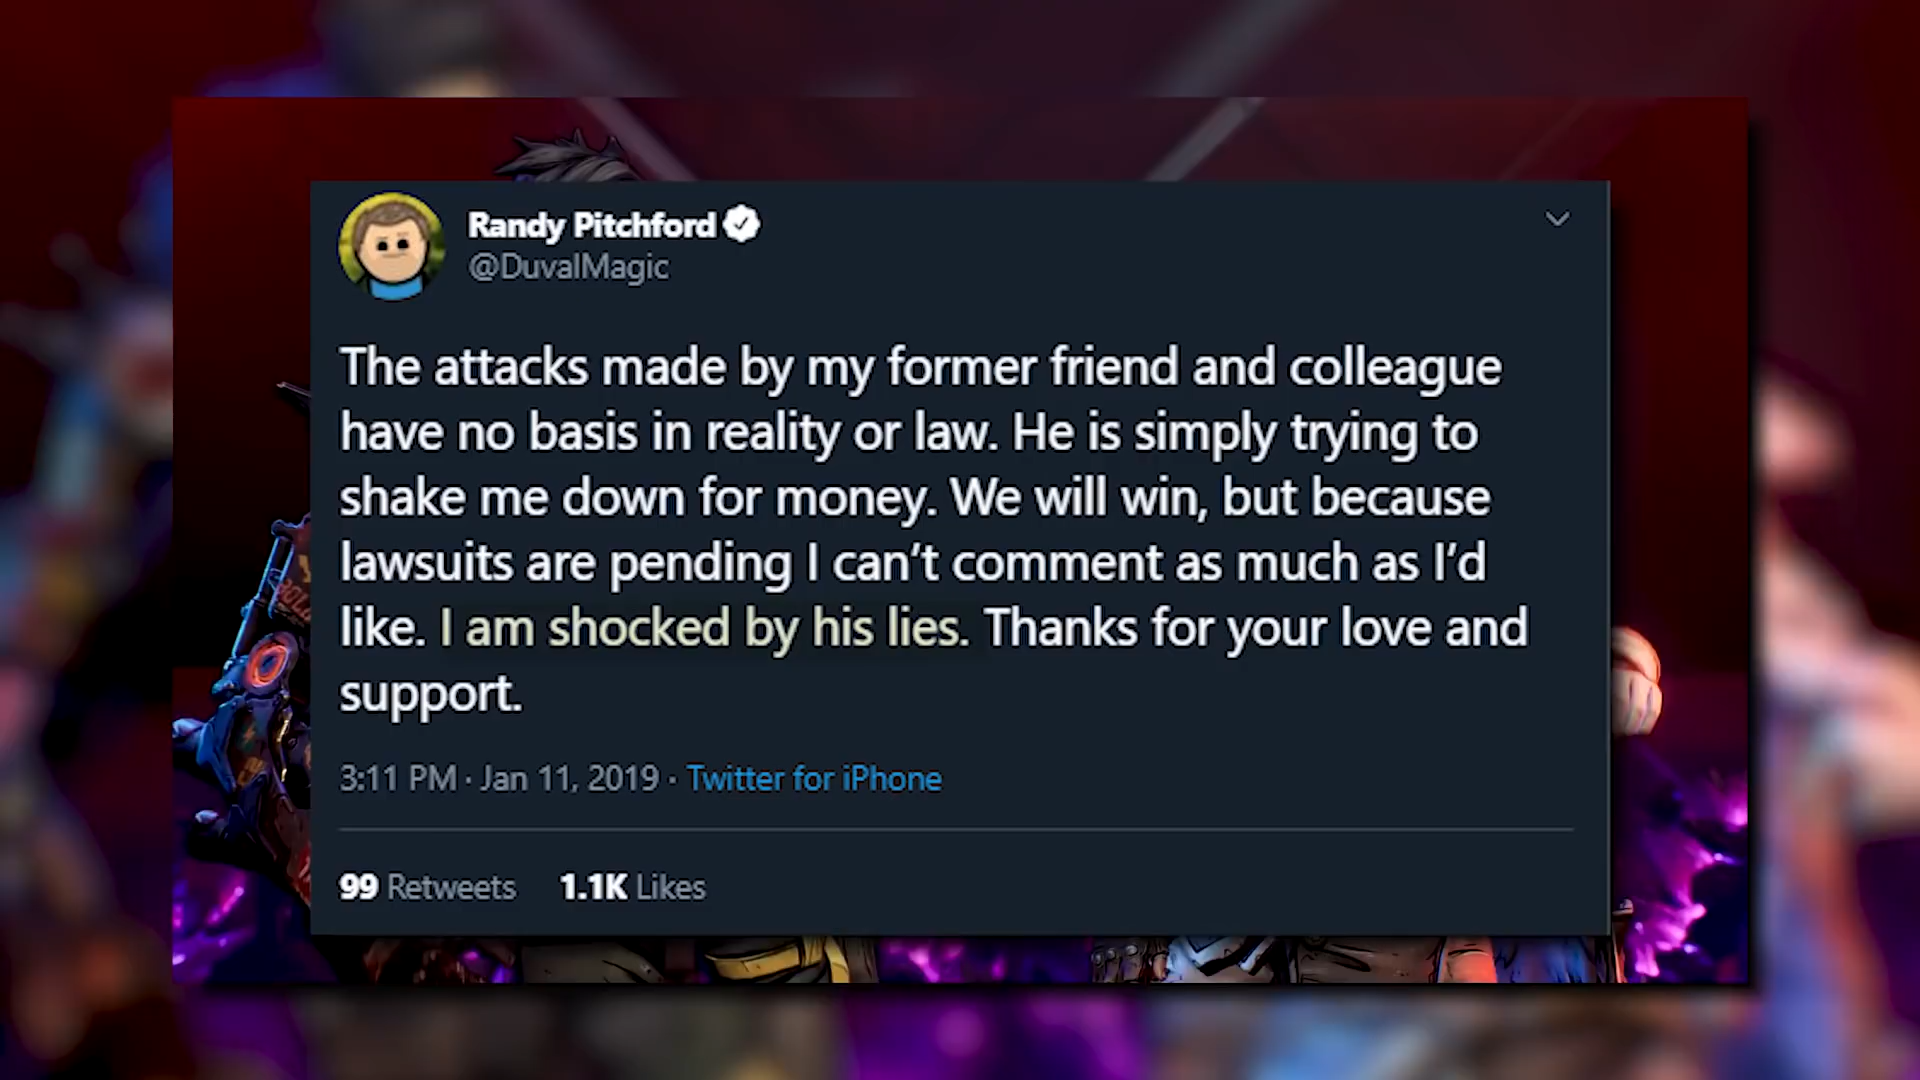 Randy Pitchford
@DuvalMagic
The attacks made by my former friend and colleague
have no basis in reality or law. He is simply trying to
shake me down for money. We will win, but because
lawsuits are pending I can’t comment as much as I’d
like. I am shocked by his lies. Thanks for your love and
support.
3:11 PM · Jan 11, 2019 · Twitter for iPhone
99 Retweets 1.1K Likes